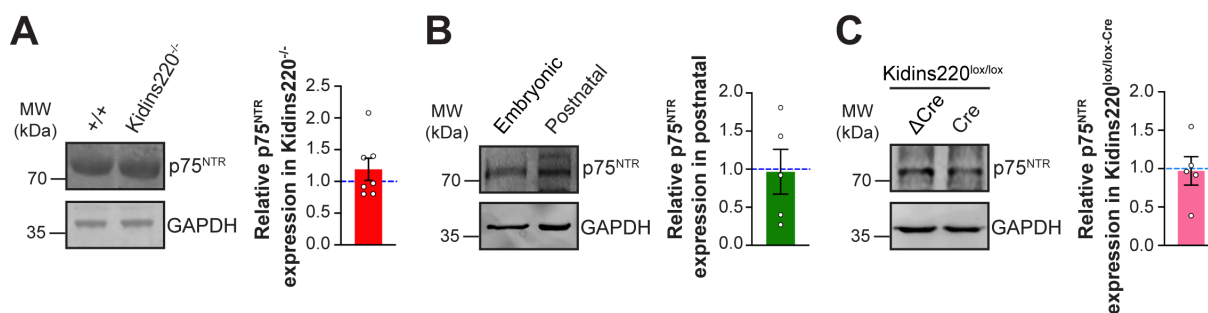 A
MW
(kDa)
+/+
Kidins220-/-
p75NTR
70
GAPDH
35
Relative p75NTR
expression in Kidins220-/-
2.5
2.0
1.5
1.0
0.5
0.0
B
MW
(kDa)
Embryonic
Postnatal
p75NTR
70
GAPDH
35
Relative p75NTR
expression in postnatal
2.0
1.5
1.0
0.5
0.0
C
Kidins220lox/lox
MW
(kDa)
ΔCre
Cre
p75NTR
70
GAPDH
35
Relative p75NTR
expression in Kidins220lox/lox-Cre
2.0
1.5
1.0
0.5
0.0